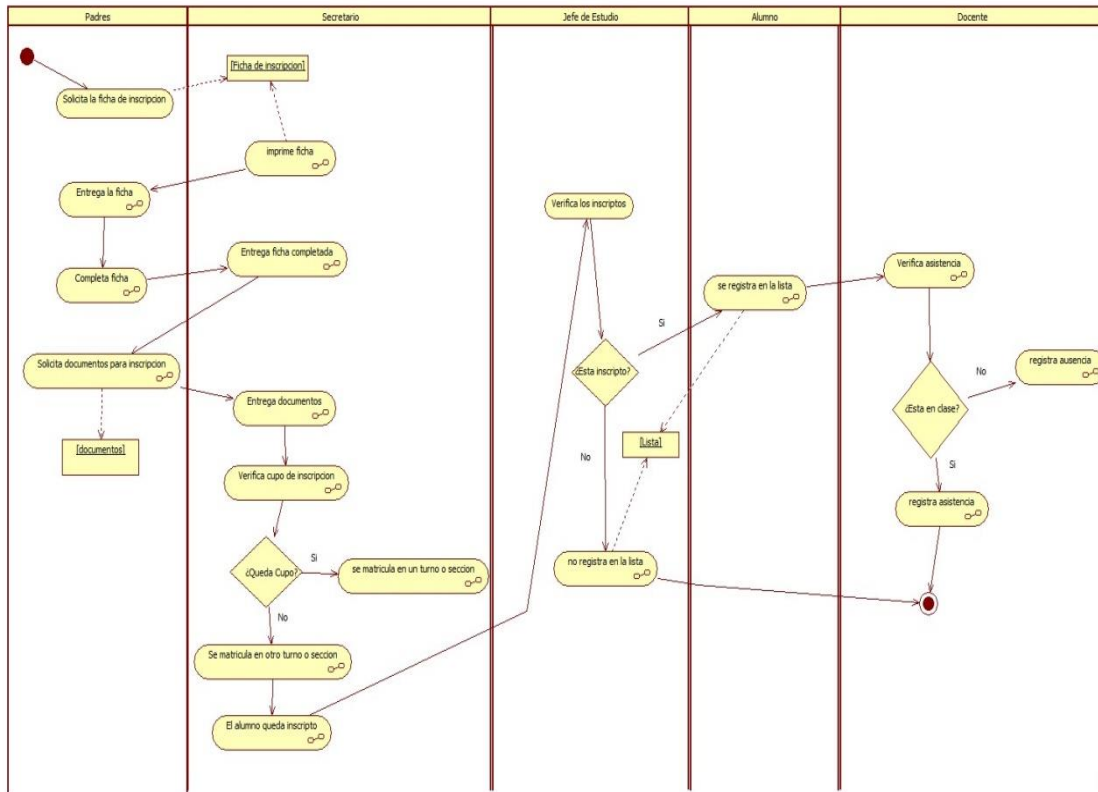 Padres
Secretario
Jefe de Estudio
Alumno
Docente
Solicita la ficha de inscripcion
[Ficha de inscripcion]
imprime ficha
Entrega la ficha
Completa ficha
Entrega ficha completada
Solicita documentos para inscripcion
[documentos]
Entrega documentos
Verifica cupo de inscripcion
¿Queda Cupo?
Si
se matricula en un turno o seccion
No
Se matricula en otro turno o seccion
El alumno queda inscripto
Verifica los inscriptos
¿Esta inscripto?
Si
No
[Lista]
no registra en la lista
se registra en la lista
Verifica asistencia
¿Esta en clase?
No
registra ausencia
Si
registra asistencia